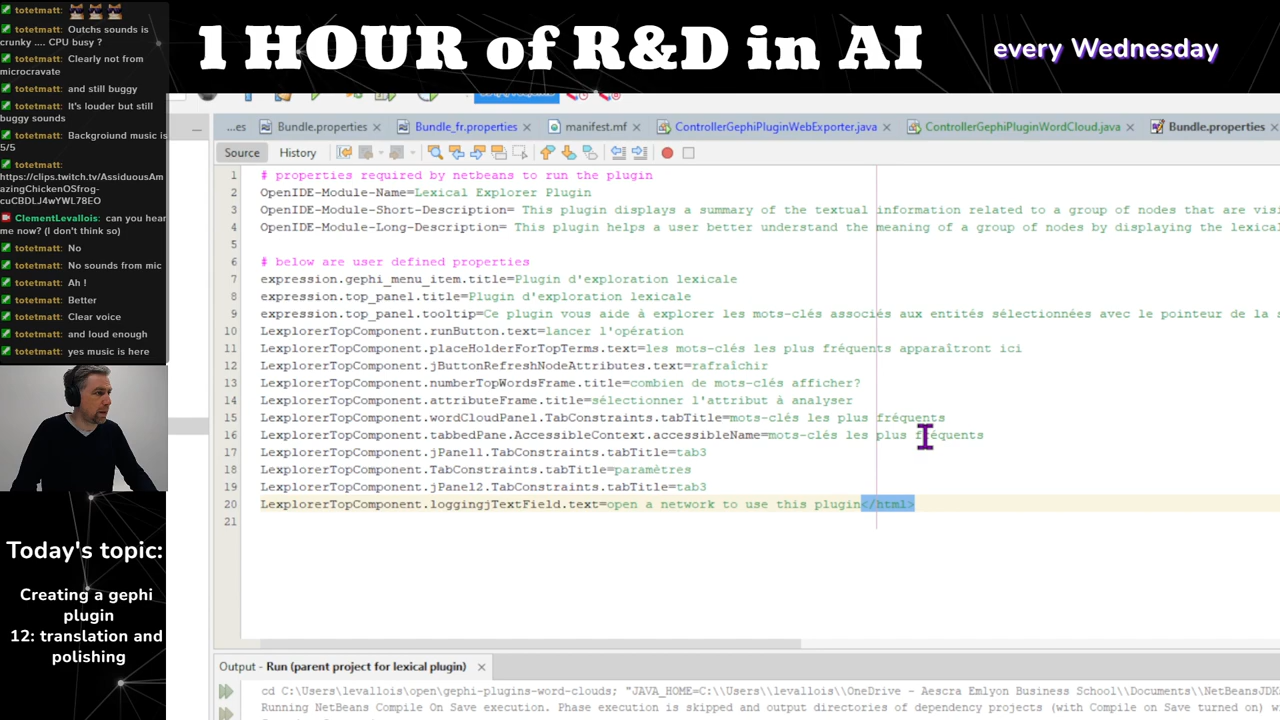 1 HOUR of R&D in AI
every Wednesday
totetmatt:
totetmatt: Outchs sounds is
crunky .... CPU busy ?
totetmatt: Clearly not from
microcravate
totetmatt: and still buggy
totetmatt: It's louder but still
buggy sounds
totetmatt: Backgroiund music is
5/5
totetmatt:
https://clips.twitch.tv/AssiduousAm
azingChickenOSfrog-
cuCBDLJ4wYWL78EO
ClementLevallois: can you hear
me now? (I don't think so)
totetmatt: No
totetmatt: No sounds from mic
totetmatt: Ah !
totetmatt: Better
totetmatt: Clear voice
totetmatt: and loud enough
totetmatt: yes music is here
Today's topic:
Creating a gephi
plugin
12: translation and
polishing
...es Bundle.properties Bundle_fr.properties manifest.mf ControllerGephiPluginWebExporter.java ControllerGephiPluginWordCloud.java Bundle.properties
Source History
1 # properties required by netbeans to run the plugin
2 OpenIDE-Module-Name=Lexical Explorer Plugin
3 OpenIDE-Module-Short-Description= This plugin displays a summary of the textual information related to a group of nodes that are visi
4 OpenIDE-Module-Long-Description= This plugin helps a user better understand the meaning of a group of nodes by displaying the lexica
5
6 # below are user defined properties
7 expression.gephi_menu_item.title=Plugin d'exploration lexicale
8 expression.top_panel.title=Plugin d'exploration lexicale
9 expression.top_panel.tooltip=Ce plugin vous aide à explorer les mots-clés associés aux entités sélectionnées avec le pointeur de la s
10 LexplorerTopComponent.runButton.text=lancer l'opération
11 LexplorerTopComponent.placeHolderForTopTerms.text=les mots-clés les plus fréquents apparaîtront ici
12 LexplorerTopComponent.jButtonRefreshNodeAttributes.text=rafraîchir
13 LexplorerTopComponent.numberTopWordsFrame.title=combien de mots-clés afficher?
14 LexplorerTopComponent.attributeFrame.title=sélectionner l'attribut à analyser
15 LexplorerTopComponent.wordCloudPanel.TabConstraints.tabTitle=mots-clés les plus fréquents
16 LexplorerTopComponent.tabbedPane.AccessibleContext.accessibleName=mots-clés les plus fréquents
17 LexplorerTopComponent.jPanel1.TabConstraints.tabTitle=tab3
18 LexplorerTopComponent.TabConstraints.tabTitle=paramètres
19 LexplorerTopComponent.jPanel2.TabConstraints.tabTitle=tab3
20 LexplorerTopComponent.loggingjTextField.text=open a network to use this plugin</html>
21
Output - Run (parent project for lexical plugin)
cd C:\Users\levallois\open\gephi-plugins-word-clouds; "JAVA_HOME=C:\\Users\\levallois\\OneDrive - Aescra Emlyon Business School\\Documents\\NetBeansJDK
Running NetBeans Compile On Save execution. Phase execution is skipped and output directories of dependency projects (with Compile on Save turned on) w